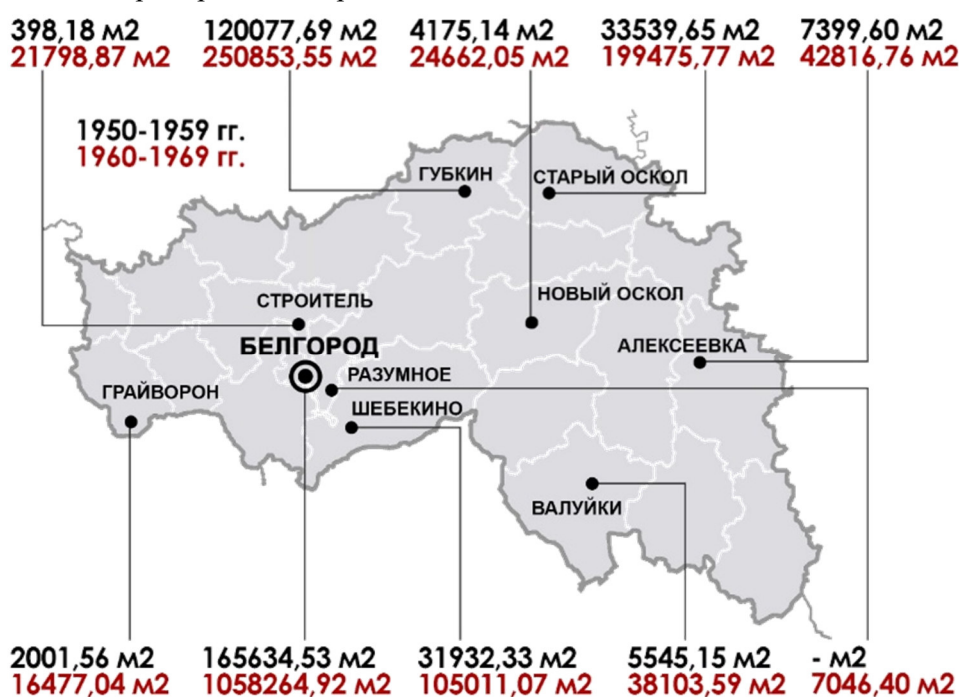 398,18 м2 120077,69 м2 4175,14 м2 33539,65 м2 7399,60 м2
21798,87 м2 250853,55 м2 24662,05 м2 199475,77 м2 42816,76 м2
1950-1959 гг.
1960-1969 гг.
ГУБКИН
СТАРЫЙ ОСКОЛ
СТРОИТЕЛЬ
НОВЫЙ ОСКОЛ
БЕЛГОРОД
АЛЕКСЕЕВКА
РАЗУМНОЕ
ГРАЙВОРОН
ШЕБЕКИНО
ВАЛУЙКИ
2001,56 м2 165634,53 м2 31932,33 м2 5545,15 м2 - м2
16477,04 м2 1058264,92 м2 105011,07 м2 38103,59 м2 7046,40 м2